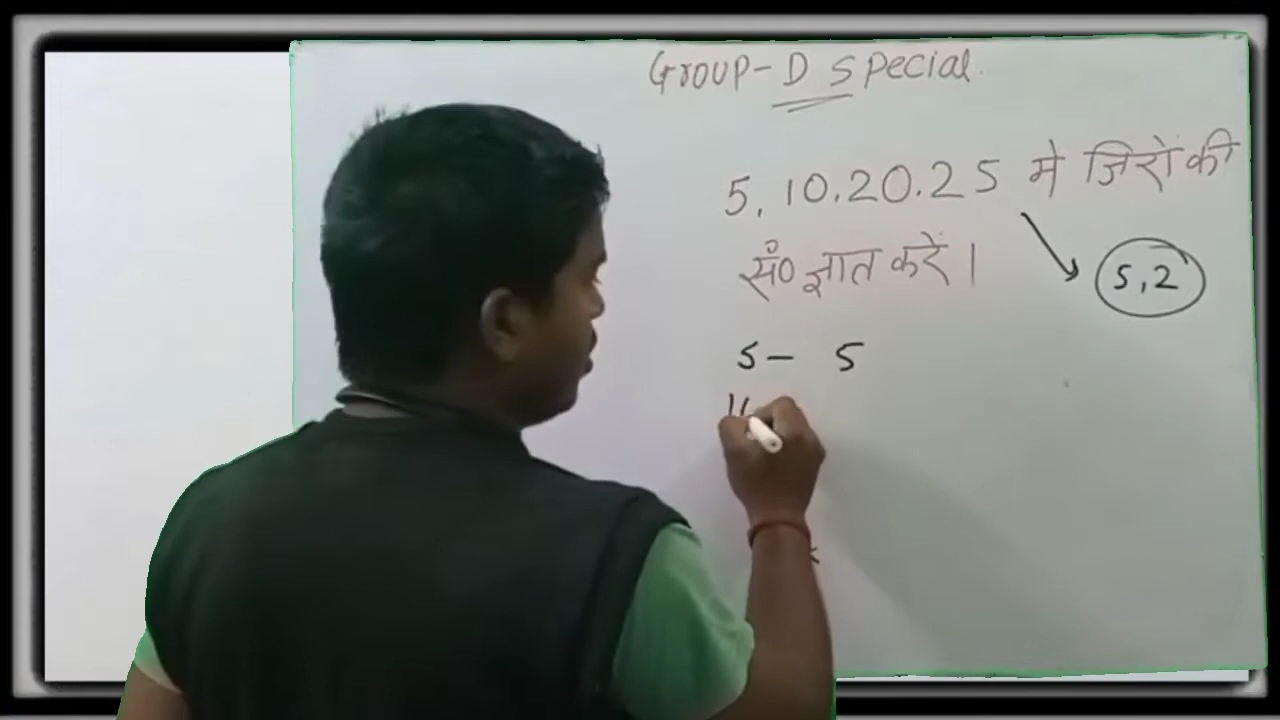 Group-D Special.
5, 10.20.25 मे जिरो की
सं० ज्ञात करें।
5,2
5 - 5